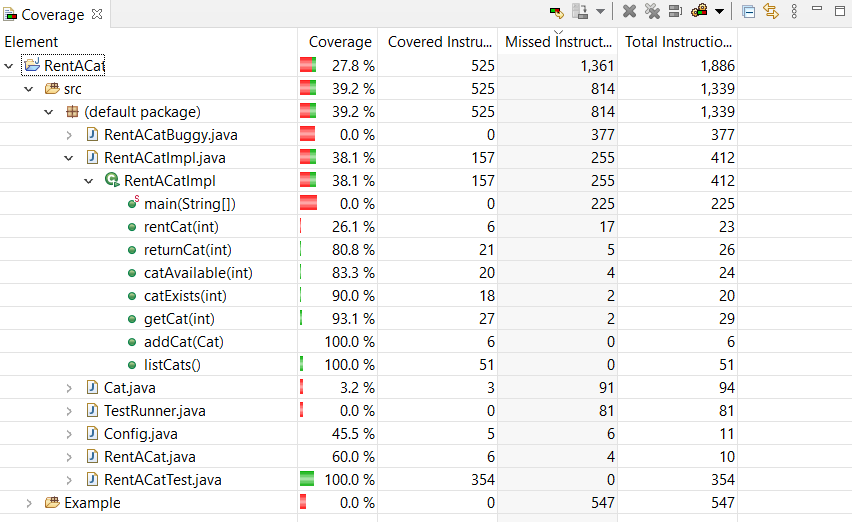 Coverage
Element Coverage Covered Instru... Missed Instruct... Total Instructio...
RentACat 27.8 % 525 1,361 1,886
src 39.2 % 525 814 1,339
(default package) 39.2 % 525 814 1,339
RentACatBuggy.java 0.0 % 0 377 377
RentACatImpl.java 38.1 % 157 255 412
RentACatImpl 38.1 % 157 255 412
main(String[]) 0.0 % 0 225 225
rentCat(int) 26.1 % 6 17 23
returnCat(int) 80.8 % 21 5 26
catAvailable(int) 83.3 % 20 4 24
catExists(int) 90.0 % 18 2 20
getCat(int) 93.1 % 27 2 29
addCat(Cat) 100.0 % 6 0 6
listCats() 100.0 % 51 0 51
Cat.java 3.2 % 3 91 94
TestRunner.java 0.0 % 0 81 81
Config.java 45.5 % 5 6 11
RentACat.java 60.0 % 6 4 10
RentACatTest.java 100.0 % 354 0 354
Example 0.0 % 0 547 547